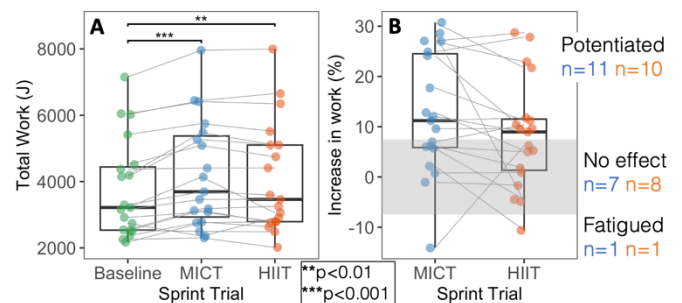 A
**
***
Total Work (J)
8000
6000
4000
2000
Baseline MICT HIIT
Sprint Trial
**p<0.01
***p<0.001
B
Increase in work (%)
30
20
10
0
-10
MICT HIIT
Sprint Trial
Potentiated
n=11 n=10
No effect
n=7 n=8
Fatigued
n=1 n=1